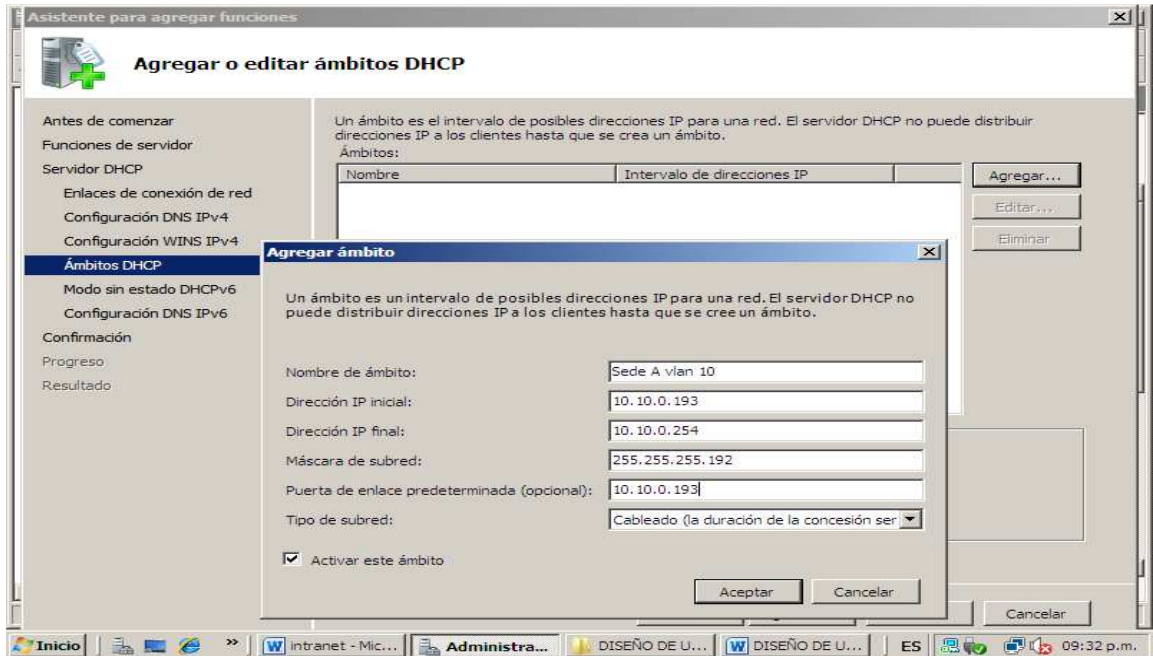 Asistente para agregar funciones
Agregar o editar ámbitos DHCP
Antes de comenzar
Funciones de servidor
Servidor DHCP
Enlaces de conexión de red
Configuración DNS IPv4
Configuración WINS IPv4
Ámbitos DHCP
Modo sin estado DHCPv6
Configuración DNS IPv6
Confirmación
Progreso
Resultado
Un ámbito es el intervalo de posibles direcciones IP para una red. El servidor DHCP no puede distribuir
direcciones IP a los clientes hasta que se crea un ámbito.
Ámbitos:
Nombre
Intervalo de direcciones IP
Agregar...
Editar...
Eliminar
Agregar ámbito
Un ámbito es un intervalo de posibles direcciones IP para una red. El servidor DHCP no
puede distribuir direcciones IP a los clientes hasta que se cree un ámbito.
Nombre de ámbito: Sede A vlan 10
Dirección IP inicial: 10.10.0.193
Dirección IP final: 10.10.0.254
Máscara de subred: 255.255.255.192
Puerta de enlace predeterminada (opcional): 10.10.0.193
Tipo de subred: Cableado (la duración de la concesión ser
Activar este ámbito
Aceptar Cancelar
Cancelar
Inicio » intranet - Mic... Administra... DISEÑO DE U... DISEÑO DE U... ES 09:32 p.m.